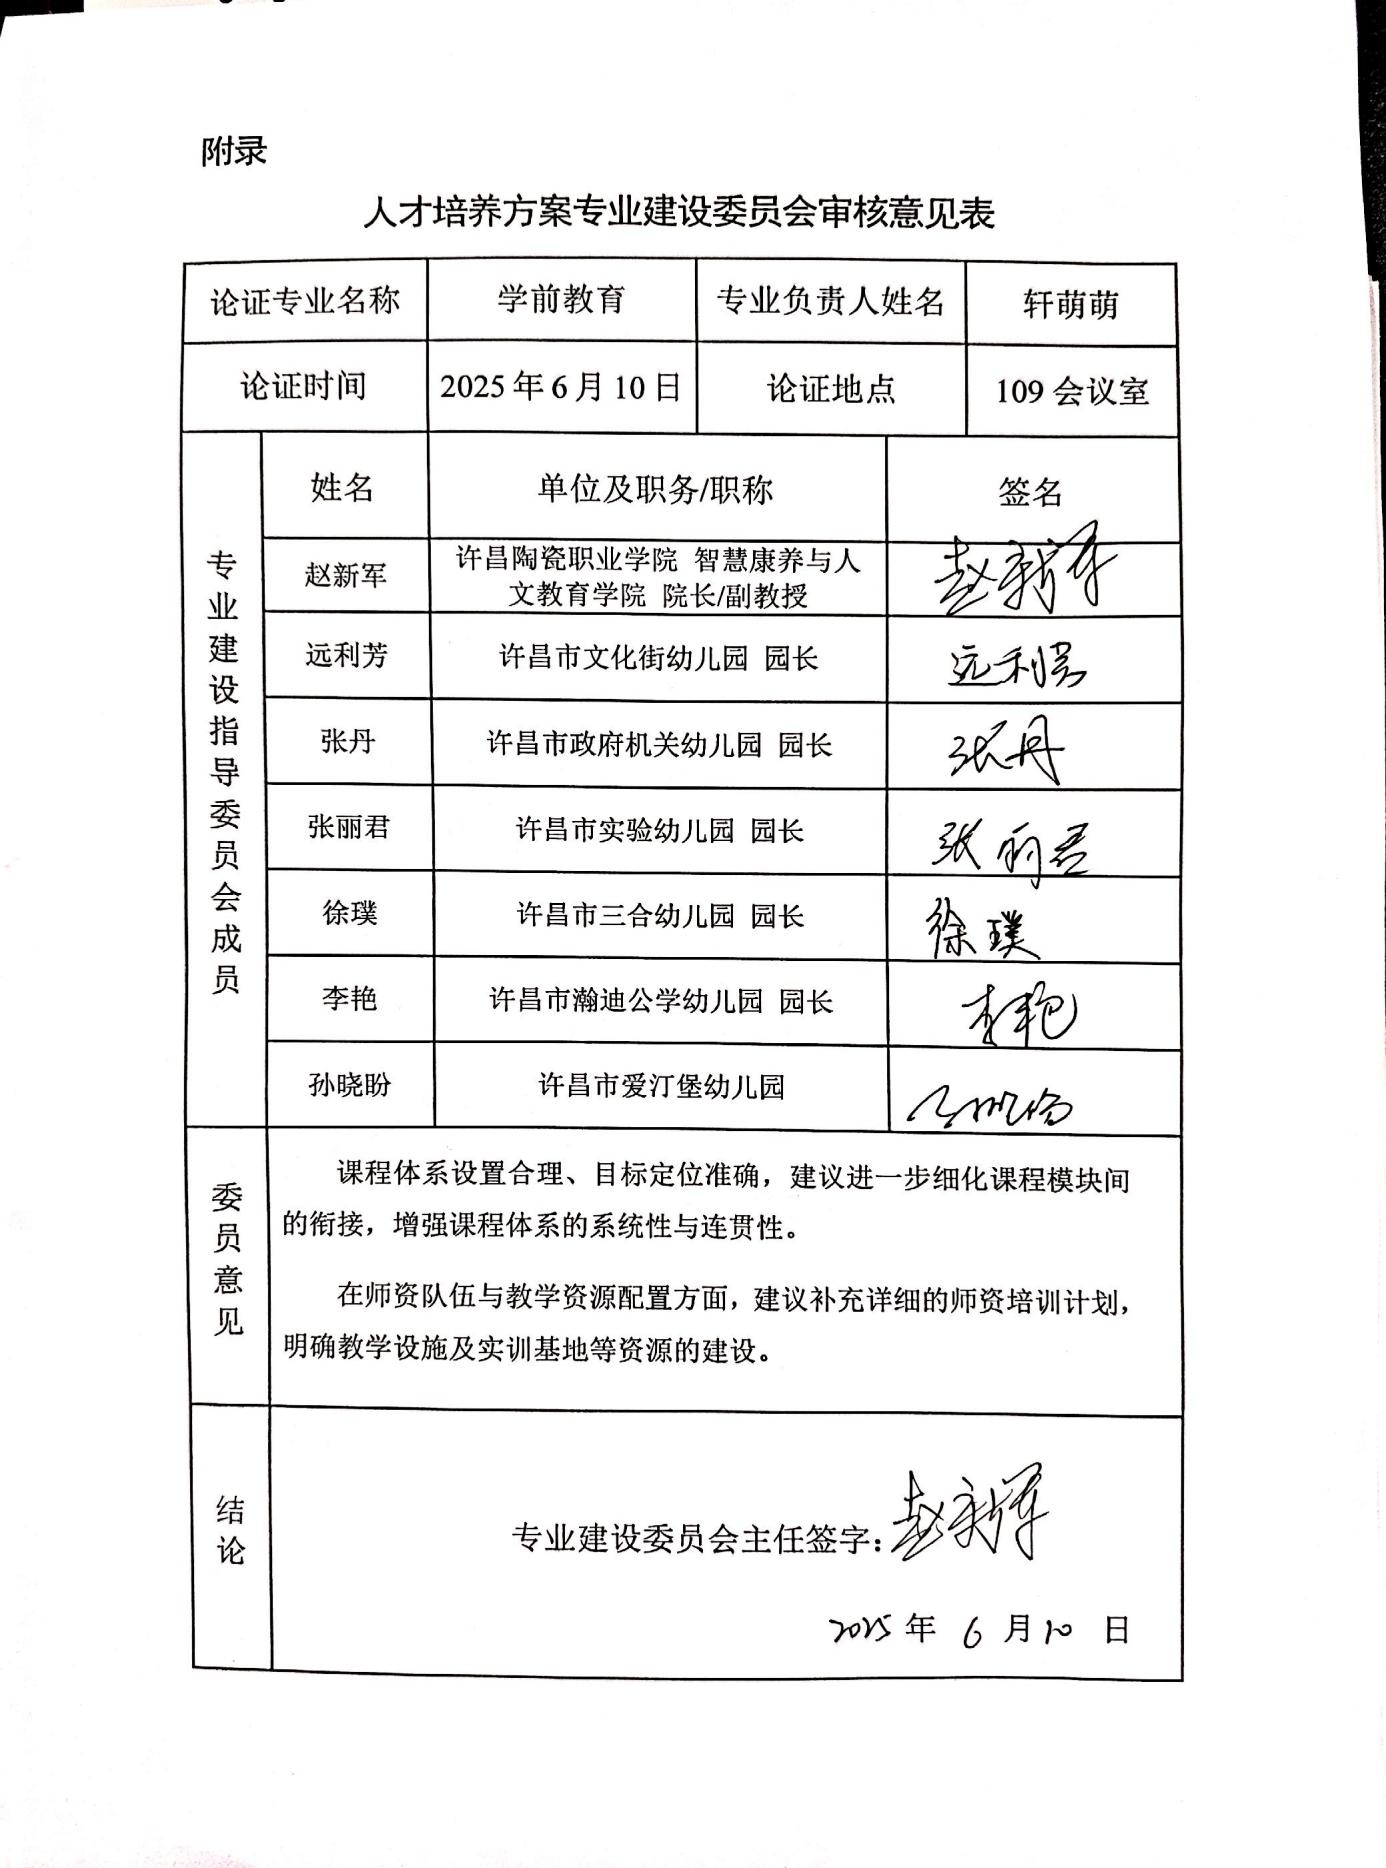 附录
人才培养方案专业建设委员会审核意见表
论证专业名称 学前教育 专业负责人姓名 轩萌萌
论证时间 2025年6月10日 论证地点 109会议室
专业建设指导委员会成员
姓名 单位及职务/职称 签名
赵新军 许昌陶瓷职业学院 智慧康养与人
文教育学院 院长/副教授 赵新军
远利芳 许昌市文化街幼儿园 园长 远利芳
张丹 许昌市政府机关幼儿园 园长 张丹
张丽君 许昌市实验幼儿园 园长 张丽君
徐璞 许昌市三合幼儿园 园长 徐璞
李艳 许昌市瀚迪公学幼儿园 园长 李艳
孙晓盼 许昌市爱汀堡幼儿园 孙晓盼
委员意见
课程体系设置合理、目标定位准确，建议进一步细化课程模块间
的衔接，增强课程体系的系统性与连贯性。
在师资队伍与教学资源配置方面，建议补充详细的师资培训计划，
明确教学设施及实训基地等资源的建设。
结论
专业建设委员会主任签字：赵新军
2025年6月10日